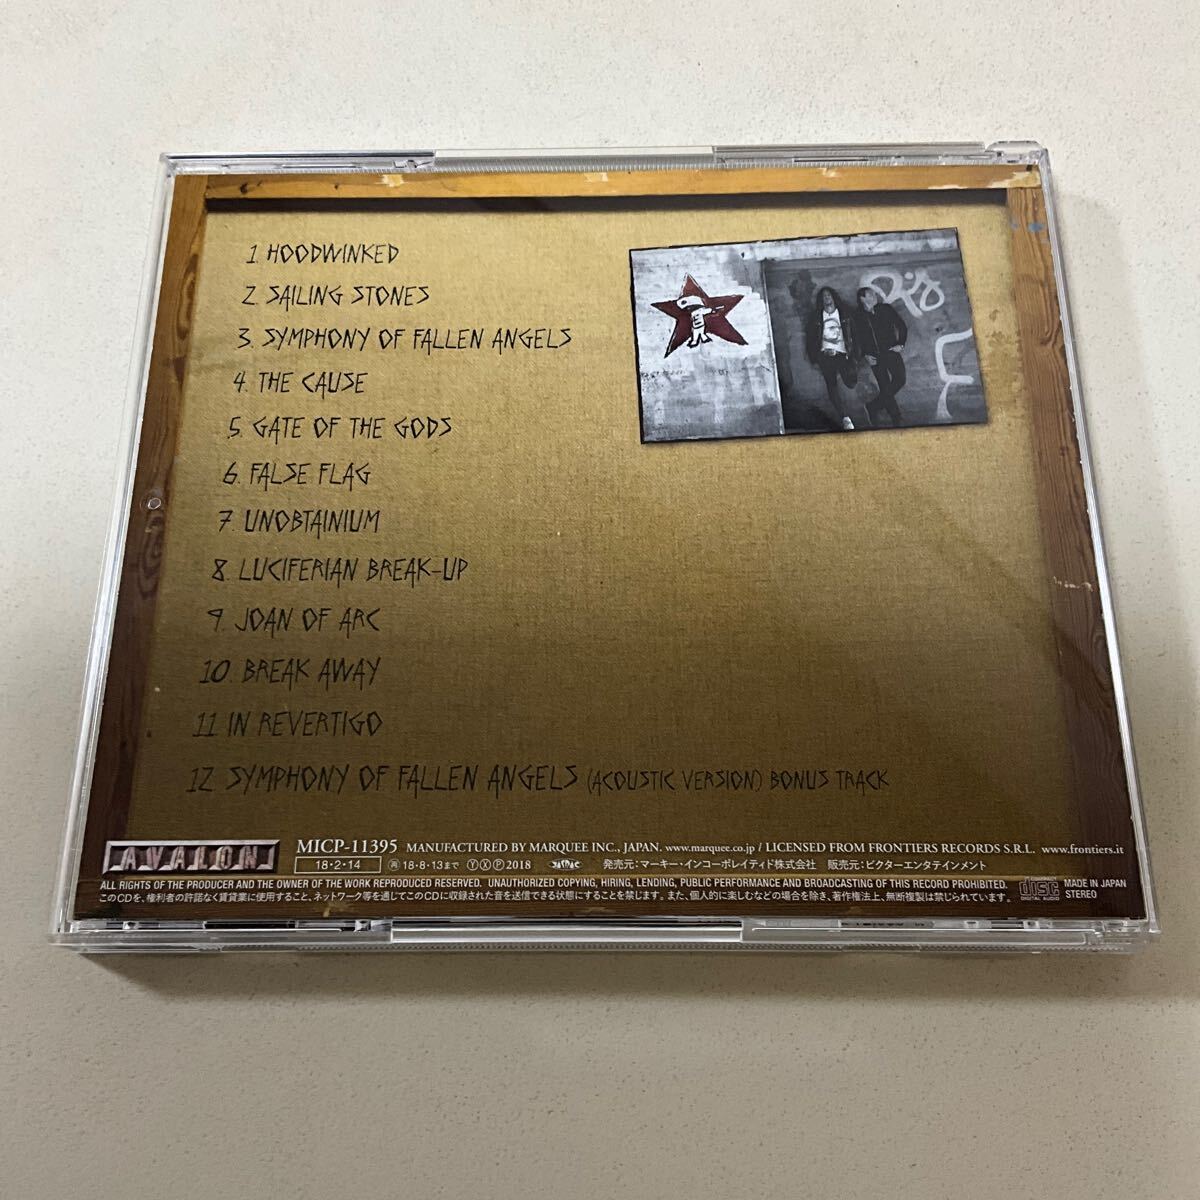 1. HOODWINKED
2. SAILING STONES
3. SYMPHONY OF FALLEN ANGELS
4. THE CAUSE
5. GATE OF THE GODS
6. FALSE FLAG
7. UNOBTAINIUM
8. LUCIFERIAN BREAK-UP
9. JOAN OF ARC
10. BREAK AWAY
11 IN REVERTIGO
12 SYMPHONY OF FALLEN ANGELS (ACOUSTIC VERSION) BONUS TRACK
AVALON
MICP-11395 MANUFACTURED BY MARQUEE INC., JAPAN. www.marquee.co.jp / LICENSED FROM FRONTIERS RECORDS S.R.L. www.frontiers.it
18・2・14 再 18・8・13まで Ⓨ Ⓧ Ⓟ 2018 JASRAC 発売元:マーキー・インコーポレイティド株式会社 販売元:ビクターエンタテインメント
ALL RIGHTS OF THE PRODUCER AND THE OWNER OF THE WORK REPRODUCED RESERVED. UNAUTHORIZED COPYING, HIRING, LENDING, PUBLIC PERFORMANCE AND BROADCASTING OF THIS RECORD PROHIBITED.
このCDを、権利者の許諾なく賃貸業に使用すること、ネットワーク等を通じてこのCDに収録された音を送信できる状態にすることを禁じます。また、個人的に楽しむなどの場合を除き、著作権法上、無断複製は禁じられています。
COMPACT disc DIGITAL AUDIO
MADE IN JAPAN
STEREO